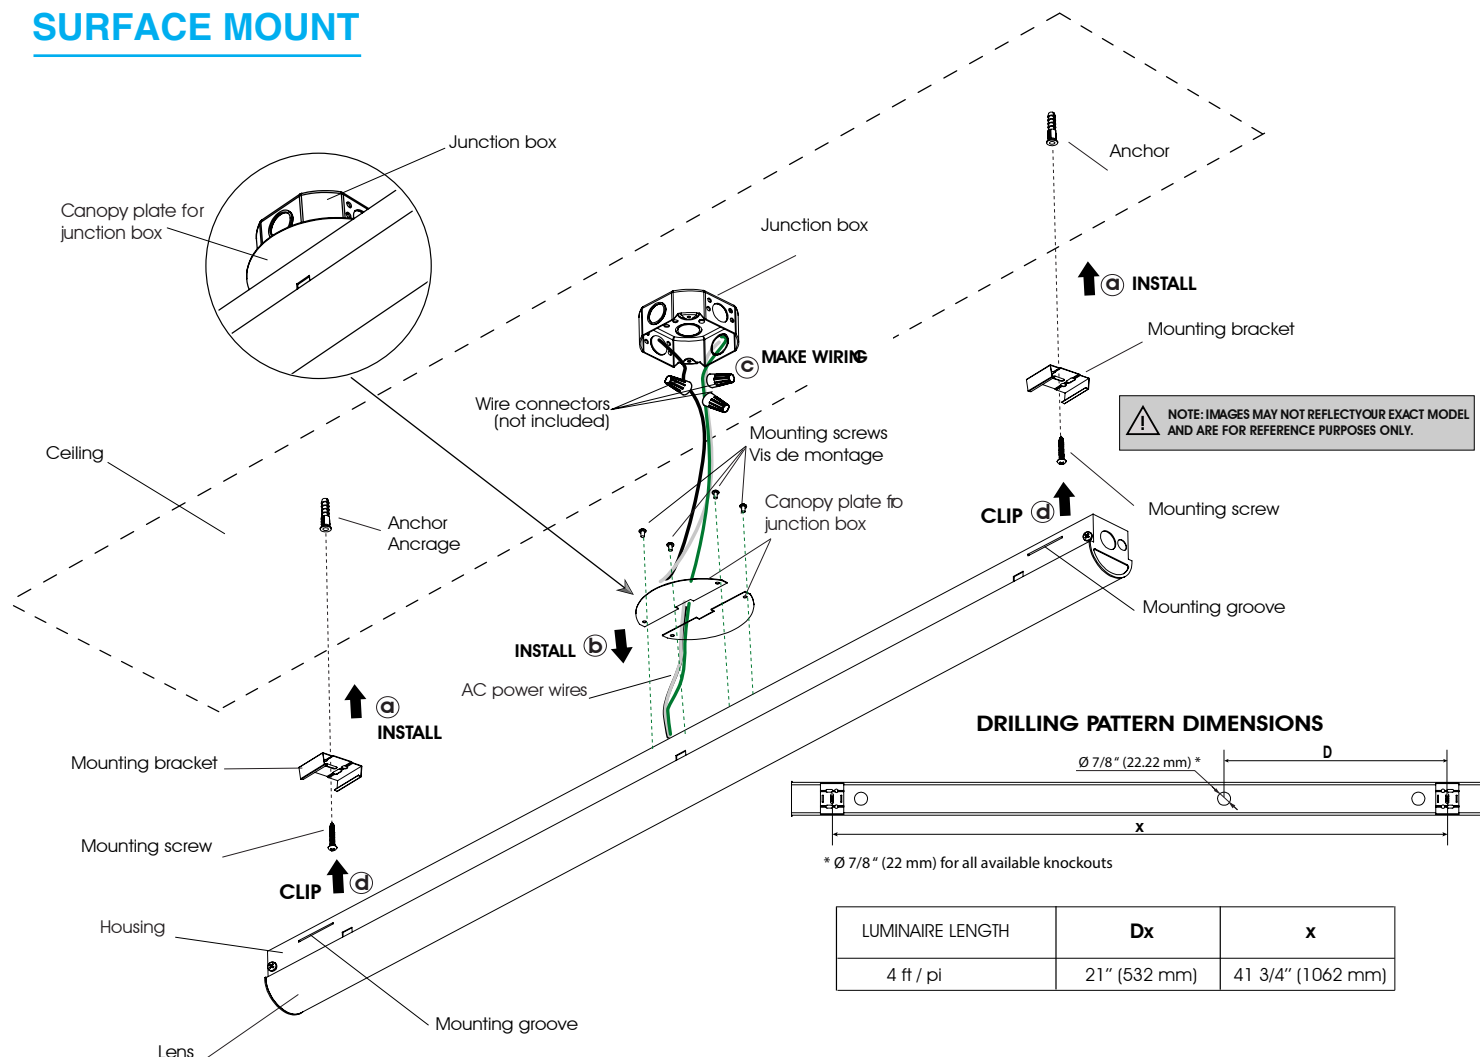 SURFACE MOUNT
Junction box
Canopy plate for
junction box
Anchor
Junction box
ⓐ INSTALL
Mounting bracket
ⓒ MAKE WIRING
Wire connectors
(not included)
NOTE: IMAGES MAY NOT REFLECTYOUR EXACT MODEL
AND ARE FOR REFERENCE PURPOSES ONLY.
Mounting screws
Vis de montage
Ceiling
Canopy plate fo
junction box
Anchor
Ancrage
CLIP ⓓ
Mounting screw
Mounting groove
INSTALL ⓑ
AC power wires
ⓐ
INSTALL
Mounting bracket
Mounting screw
CLIP ⓓ
Housing
Mounting groove
Lens
DRILLING PATTERN DIMENSIONS
Ø 7/8" (22.22 mm) *
D
x
* Ø 7/8" (22 mm) for all available knockouts
LUMINAIRE LENGTH Dx x
4 ft / pi 21" (532 mm) 41 3/4" (1062 mm)